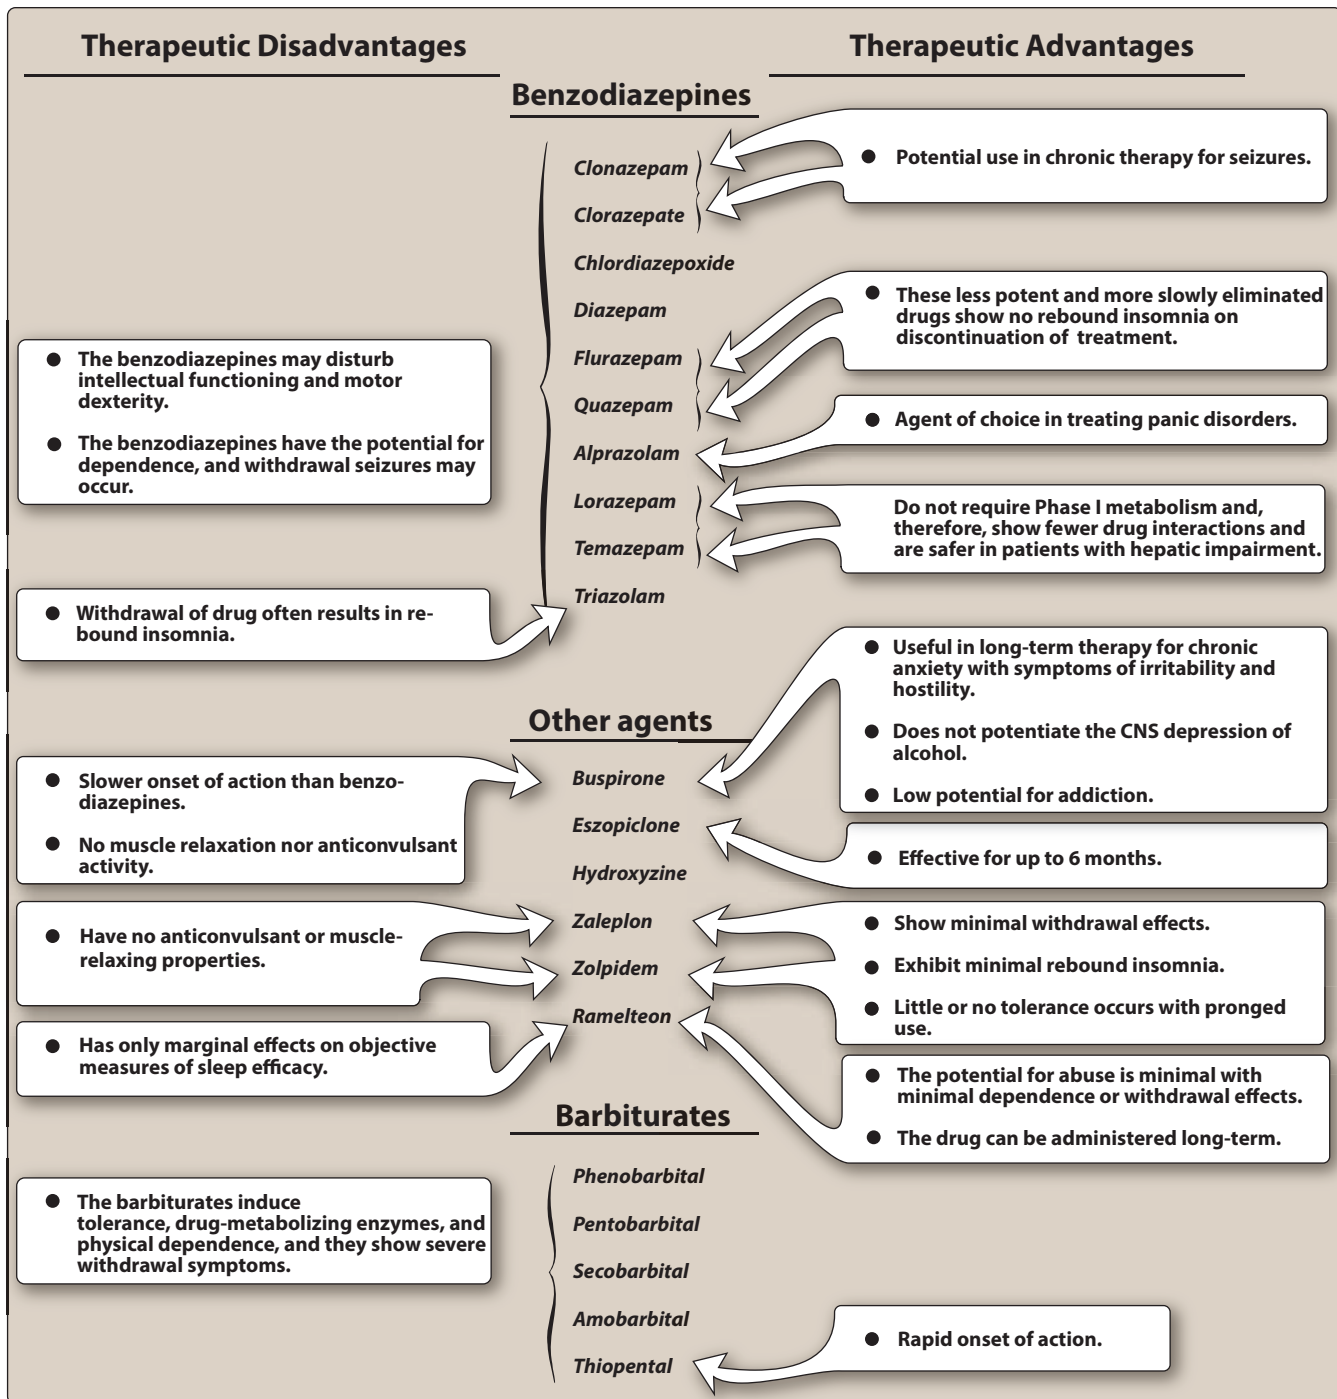 Therapeutic Disadvantages
Therapeutic Advantages
Benzodiazepines
Clonazepam
Clorazepate
Chlordiazepoxide
Diazepam
Flurazepam
Quazepam
Alprazolam
Lorazepam
Temazepam
Triazolam
● Potential use in chronic therapy for seizures.
● These less potent and more slowly eliminated
drugs show no rebound insomnia on
discontinuation of treatment.
● Agent of choice in treating panic disorders.
Do not require Phase I metabolism and,
therefore, show fewer drug interactions and
are safer in patients with hepatic impairment.
● The benzodiazepines may disturb
intellectual functioning and motor
dexterity.
● The benzodiazepines have the potential for
dependence, and withdrawal seizures may
occur.
● Withdrawal of drug often results in re-
bound insomnia.
Other agents
Buspirone
Eszopiclone
Hydroxyzine
Zaleplon
Zolpidem
Ramelteon
● Useful in long-term therapy for chronic
anxiety with symptoms of irritability and
hostility.
● Does not potentiate the CNS depression of
alcohol.
● Low potential for addiction.
● Effective for up to 6 months.
● Show minimal withdrawal effects.
● Exhibit minimal rebound insomnia.
● Little or no tolerance occurs with pronged
use.
● The potential for abuse is minimal with
minimal dependence or withdrawal effects.
● The drug can be administered long-term.
● Slower onset of action than benzo-
diazepines.
● No muscle relaxation nor anticonvulsant
activity.
● Have no anticonvulsant or muscle-
relaxing properties.
● Has only marginal effects on objective
measures of sleep efficacy.
Barbiturates
Phenobarbital
Pentobarbital
Secobarbital
Amobarbital
Thiopental
● The barbiturates induce
tolerance, drug-metabolizing enzymes, and
physical dependence, and they show severe
withdrawal symptoms.
● Rapid onset of action.